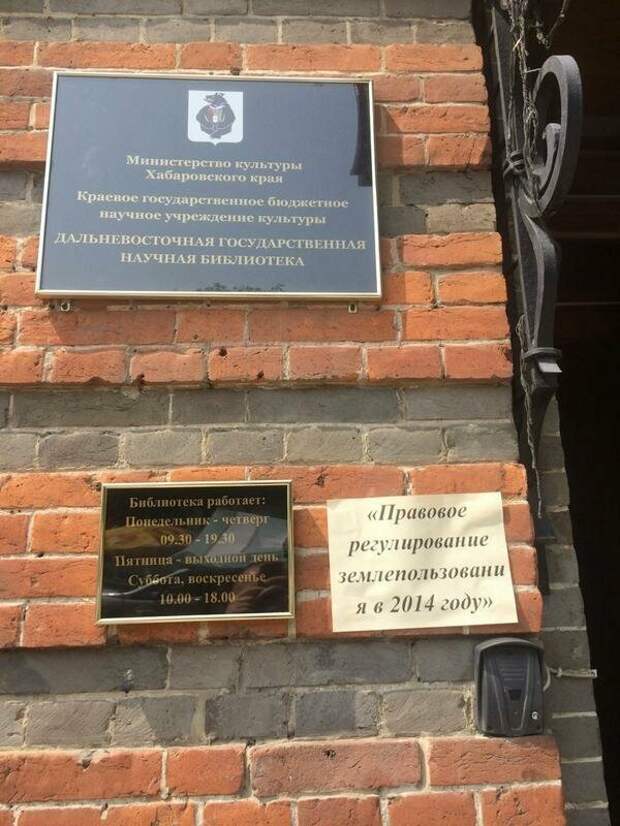 Министерство культуры
Хабаровского края
Краевое государственное бюджетное
научное учреждение культуры
ДАЛЬНЕВОСТОЧНАЯ ГОСУДАРСТВЕННАЯ
НАУЧНАЯ БИБЛИОТЕКА
Библиотека работает:
Понедельник - четверг
09.30 - 19.30
Пятница - выходной день
Суббота, воскресенье
10.00 - 18.00
«Правовое
регулирование
землепользовани
я в 2014 году»